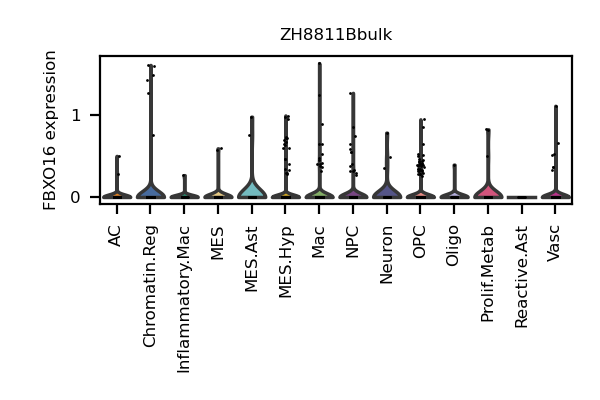 ZH8811Bbulk
FBXO16 expression
1
0
AC
Chromatin.Reg
Inflammatory.Mac
MES
MES.Ast
MES.Hyp
Mac
NPC
Neuron
OPC
Oligo
Prolif.Metab
Reactive.Ast
Vasc